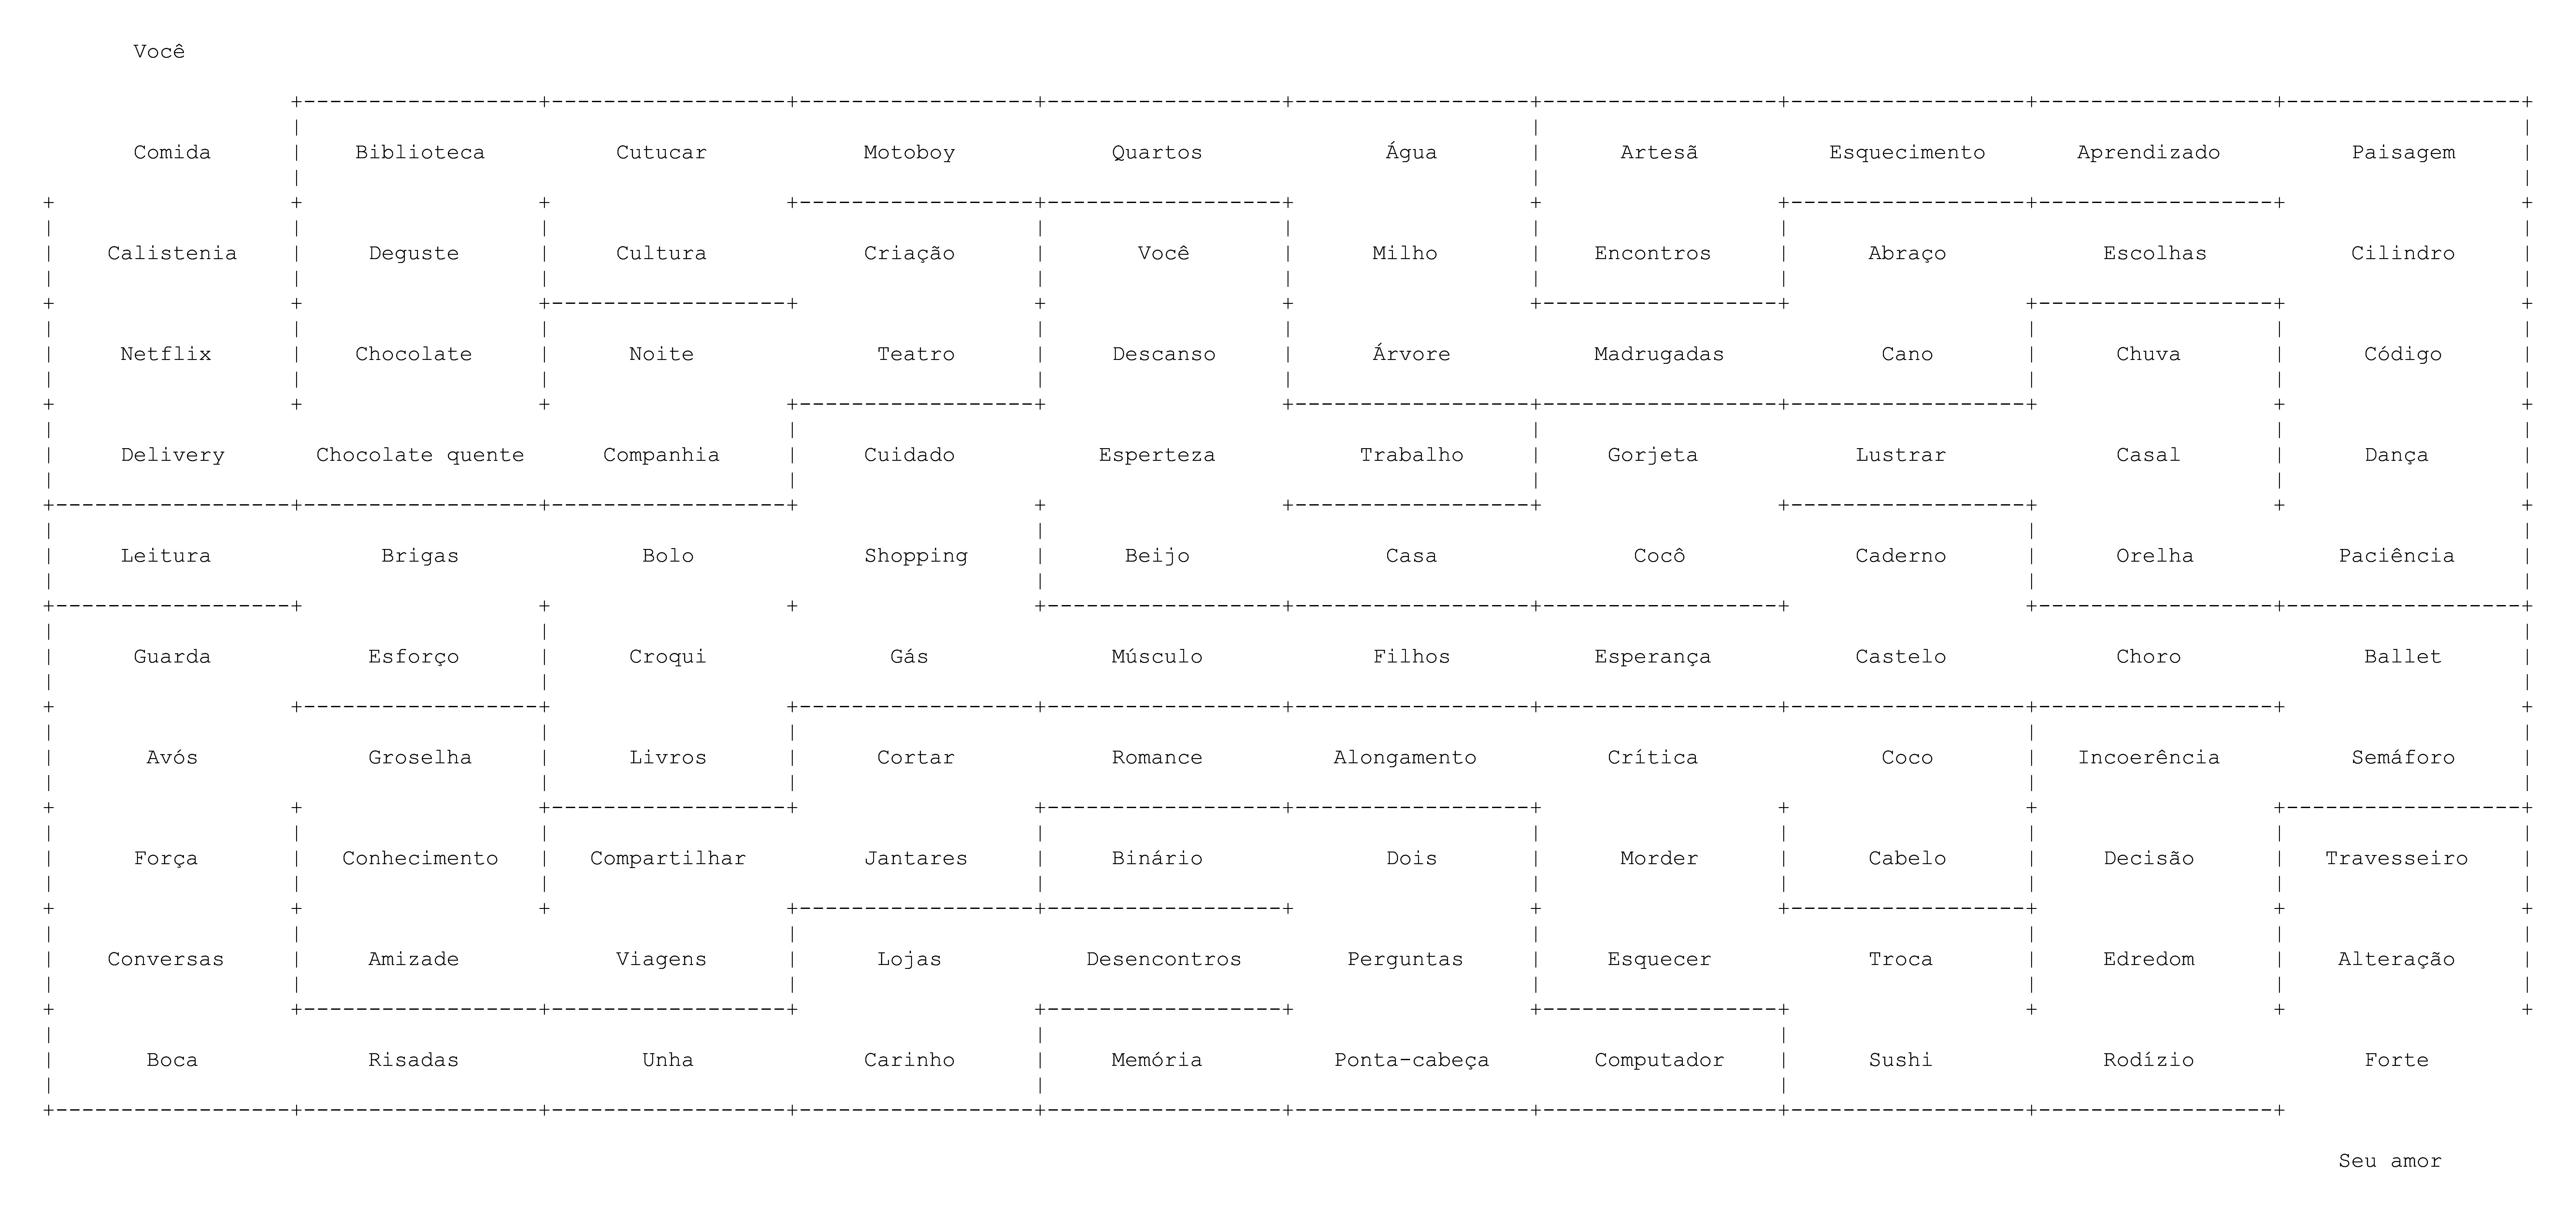 Você
Comida Biblioteca Cutucar Motoboy Quartos Água Artesã Esquecimento Aprendizado Paisagem
Calistenia Deguste Cultura Criação Você Milho Encontros Abraço Escolhas Cilindro
Netflix Chocolate Noite Teatro Descanso Árvore Madrugadas Cano Chuva Código
Delivery Chocolate quente Companhia Cuidado Esperteza Trabalho Gorjeta Lustrar Casal Dança
Leitura Brigas Bolo Shopping Beijo Casa Cocô Caderno Orelha Paciência
Guarda Esforço Croqui Gás Músculo Filhos Esperança Castelo Choro Ballet
Avós Groselha Livros Cortar Romance Alongamento Crítica Coco Incoerência Semáforo
Força Conhecimento Compartilhar Jantares Binário Dois Morder Cabelo Decisão Travesseiro
Conversas Amizade Viagens Lojas Desencontros Perguntas Esquecer Troca Edredom Alteração
Boca Risadas Unha Carinho Memória Ponta-cabeça Computador Sushi Rodízio Forte
Seu amor